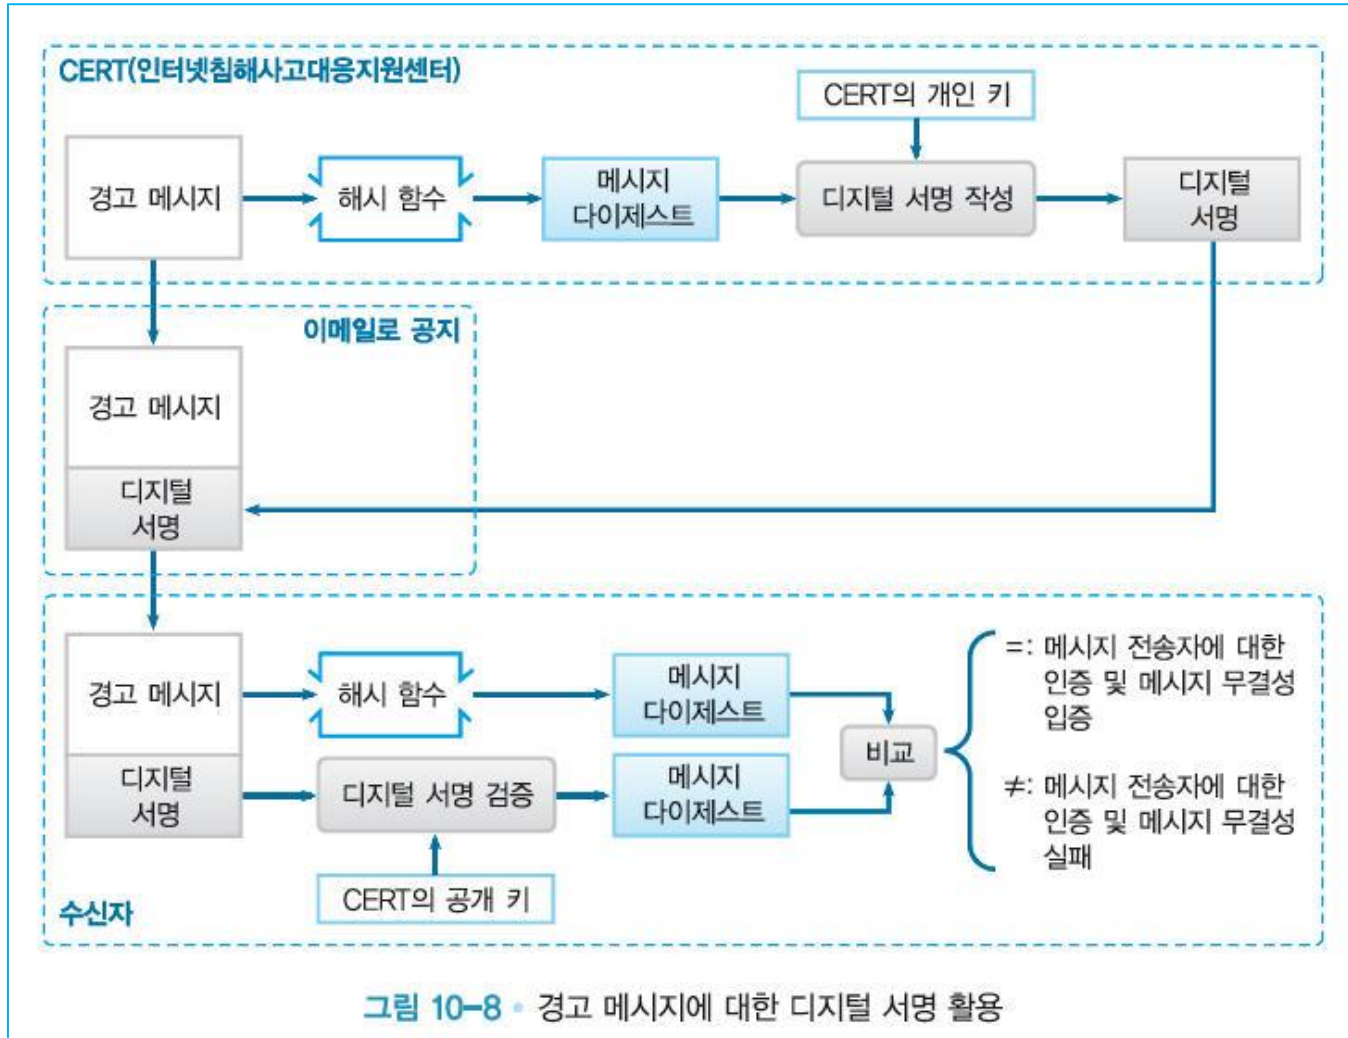 CERT(인터넷침해사고대응지원센터)
CERT의 개인 키
경고 메시지
해시 함수
메시지
다이제스트
디지털 서명 작성
디지털
서명
이메일로 공지
경고 메시지
디지털
서명
경고 메시지
해시 함수
메시지
다이제스트
디지털
서명
디지털 서명 검증
메시지
다이제스트
비교
=: 메시지 전송자에 대한
인증 및 메시지 무결성
입증
≠: 메시지 전송자에 대한
인증 및 메시지 무결성
실패
CERT의 공개 키
수신자
그림 10-8 • 경고 메시지에 대한 디지털 서명 활용